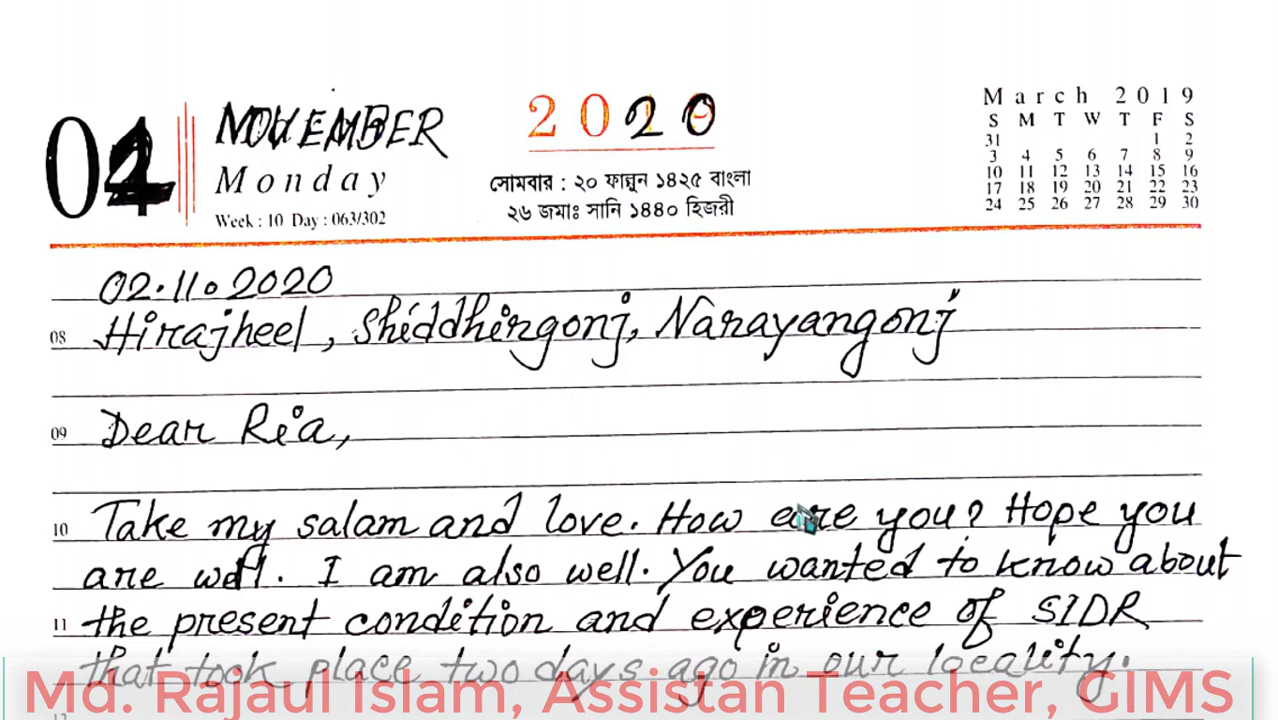 02 NOVEMBER 2020
Monday
Week : 10 Day : 063/302
সোমবার : ২০ ফাল্গুন ১৪২৫ বাংলা
২৬ জমাঃ সানি ১৪৪০ হিজরী
March 2019
S M T W T F S
31 1 2
3 4 5 6 7 8 9
10 11 12 13 14 15 16
17 18 19 20 21 22 23
24 25 26 27 28 29 30
02.11.2020
08 Hirajheel, Shiddhirgonj, Narayangonj
09 Dear Ria,
10 Take my salam and love. How are you? Hope you
are well. I am also well. You wanted to know about
11 the present condition and experience of SIDR
that took place two days ago in our locality.
Md. Rajaul Islam, Assistan Teacher, GIMS